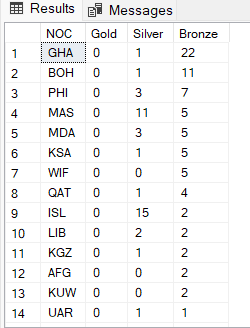 Results Messages
NOC Gold Silver Bronze
1 GHA 0 1 22
2 BOH 0 1 11
3 PHI 0 3 7
4 MAS 0 11 5
5 MDA 0 3 5
6 KSA 0 1 5
7 WIF 0 0 5
8 QAT 0 1 4
9 ISL 0 15 2
10 LIB 0 2 2
11 KGZ 0 1 2
12 AFG 0 0 2
13 KUW 0 0 2
14 UAR 0 1 1